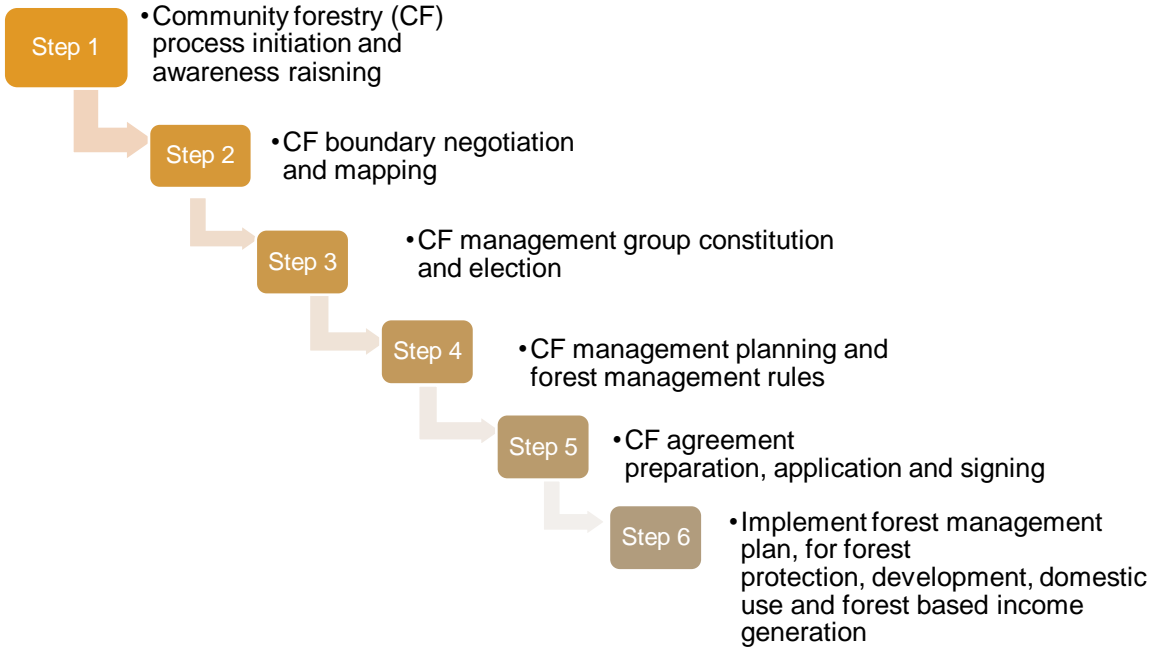 Step 1
•Community forestry (CF)
process initiation and
awareness raisning
Step 2
•CF boundary negotiation
and mapping
Step 3
•CF management group constitution
and election
Step 4
•CF management planning and
forest management rules
Step 5
•CF agreement
preparation, application and signing
Step 6
•Implement forest management
plan, for forest
protection, development, domestic
use and forest based income
generation